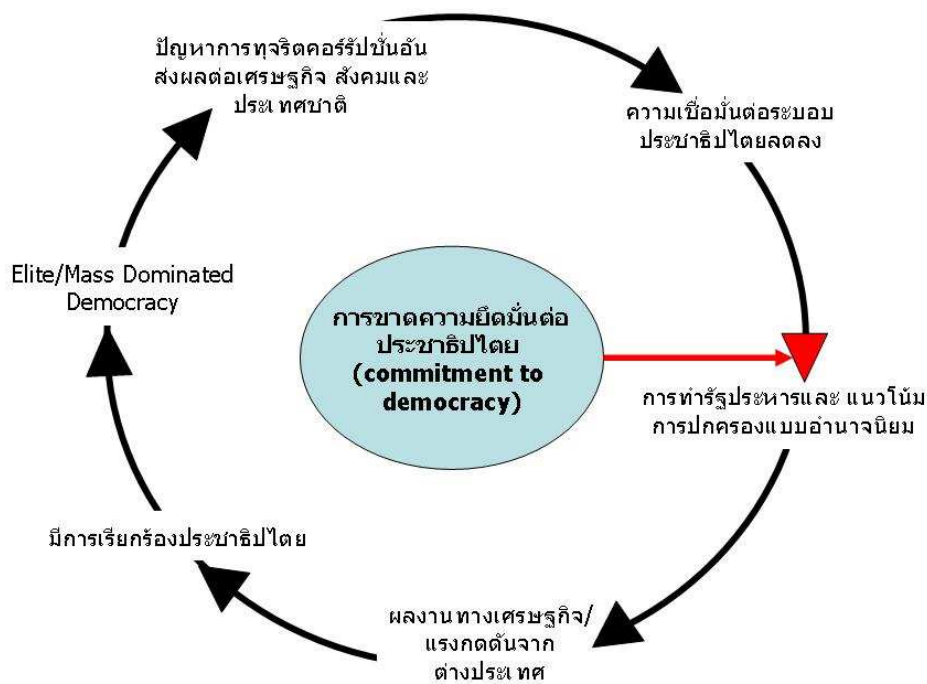 ปัญหาการทุจริตคอร์รัปชั่นอัน
ส่งผลต่อเศรษฐกิจ สังคมและ
ประเทศชาติ
ความเชื่อมั่นต่อระบอบ
ประชาธิปไตยลดลง
การทำรัฐประหารและ แนวโน้ม
การปกครองแบบอำนาจนิยม
ผลงานทางเศรษฐกิจ/
แรงกดดันจาก
ต่างประเทศ
มีการเรียกร้องประชาธิปไตย
Elite/Mass Dominated
Democracy
การขาดความยึดมั่นต่อ
ประชาธิปไตย
(commitment to
democracy)